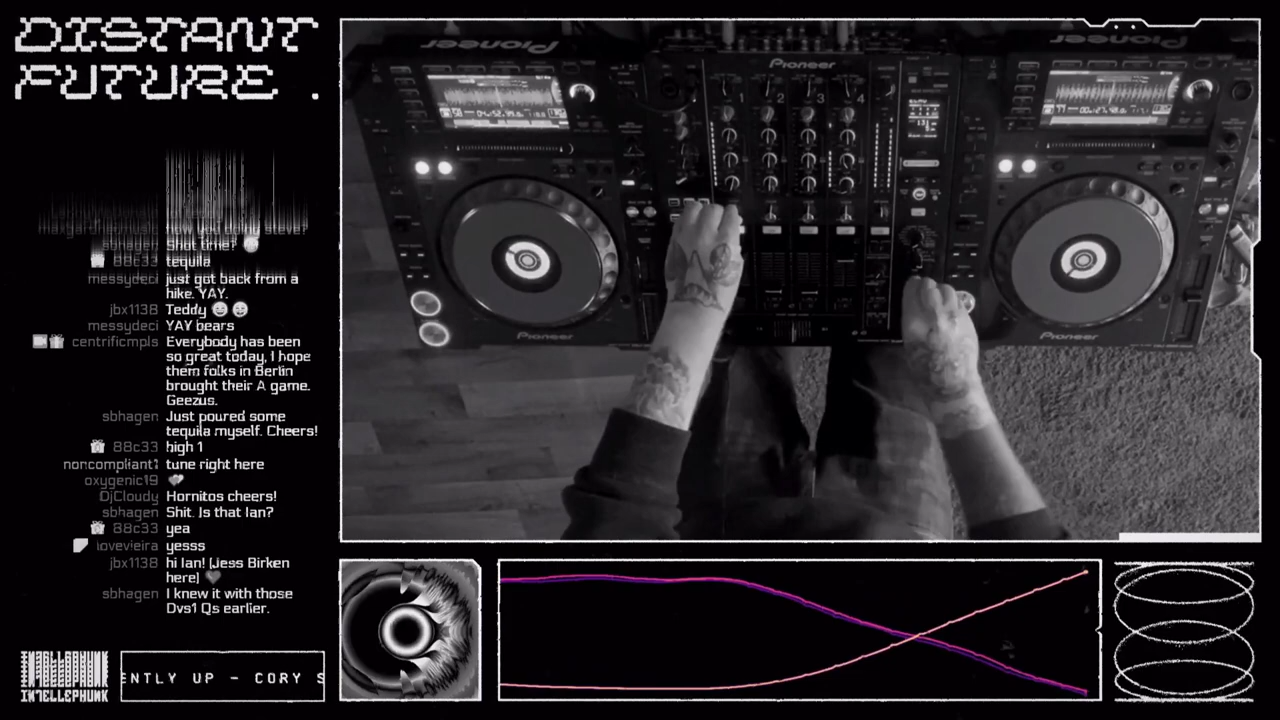 DISTANT
FUTURE .
sbhagen Shot time!
88c33 tequila
messydeci just got back from a
hike. YAY.
jbx1138 Teddy
messydeci YAY bears
centrificmpls Everybody has been
so great today, I hope
them folks in Berlin
brought their A game.
Geezus.
sbhagen Just poured some
tequila myself. Cheers!
88c33 high 1
noncompliant1 tune right here
oxygenic19
DjCloudy Hornitos cheers!
sbhagen Shit. Is that Ian?
88c33 yea
lovevieira yesss
jbx1138 hi Ian! (Jess Birken
here)
sbhagen I knew it with those
Dvs1 Qs earlier.
INTELLEPHUNK
ENTLY UP - CORY S
Pioneer
Pioneer
Pioneer
1 2 3 4
Pioneer
Pioneer